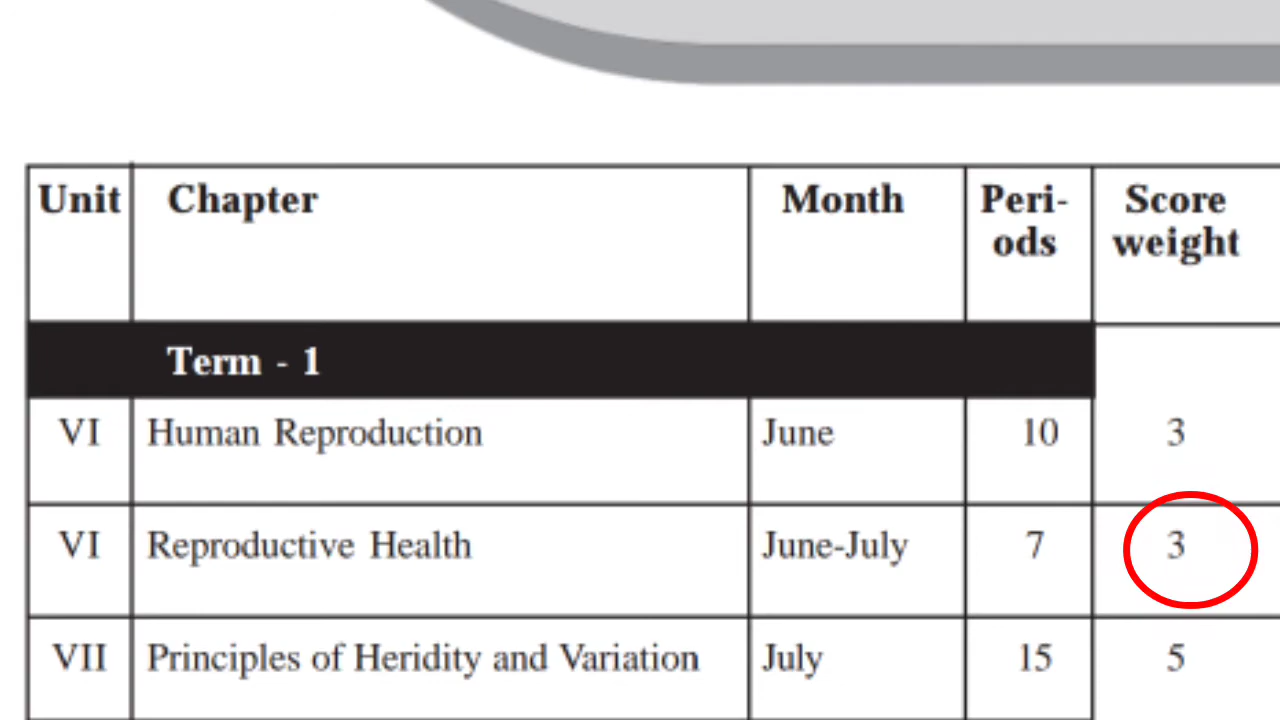 Unit Chapter Month Peri- Score
ods weight
Term - 1
VI Human Reproduction June 10 3
VI Reproductive Health June-July 7 3
VII Principles of Heridity and Variation July 15 5